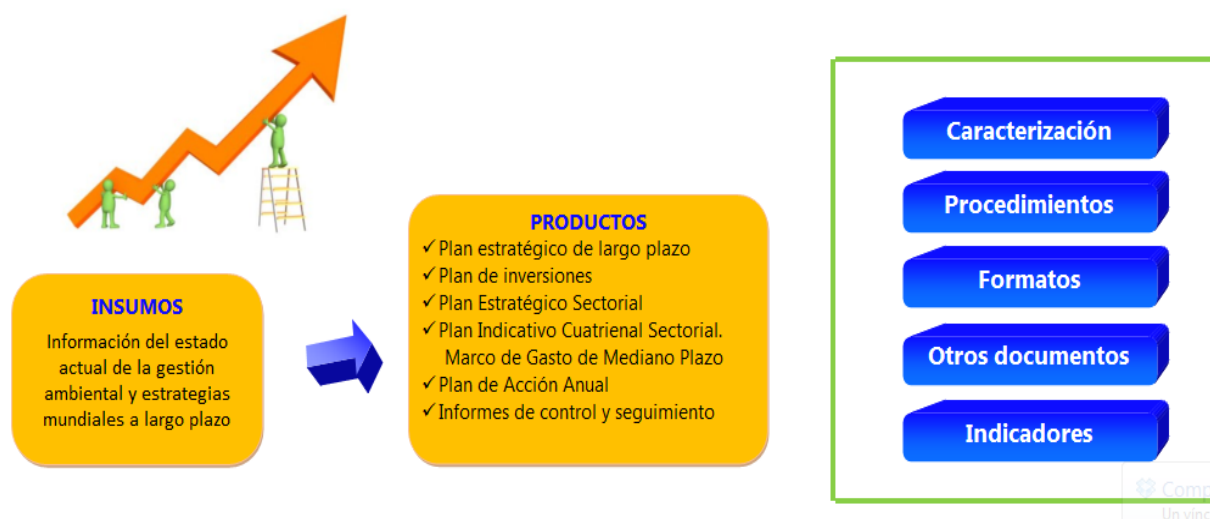 INSUMOS
Información del estado
actual de la gestión
ambiental y estrategias
mundiales a largo plazo
PRODUCTOS
✓Plan estratégico de largo plazo
✓Plan de inversiones
✓Plan Estratégico Sectorial
✓Plan Indicativo Cuatrienal Sectorial.
Marco de Gasto de Mediano Plazo
✓Plan de Acción Anual
✓Informes de control y seguimiento
Caracterización
Procedimientos
Formatos
Otros documentos
Indicadores